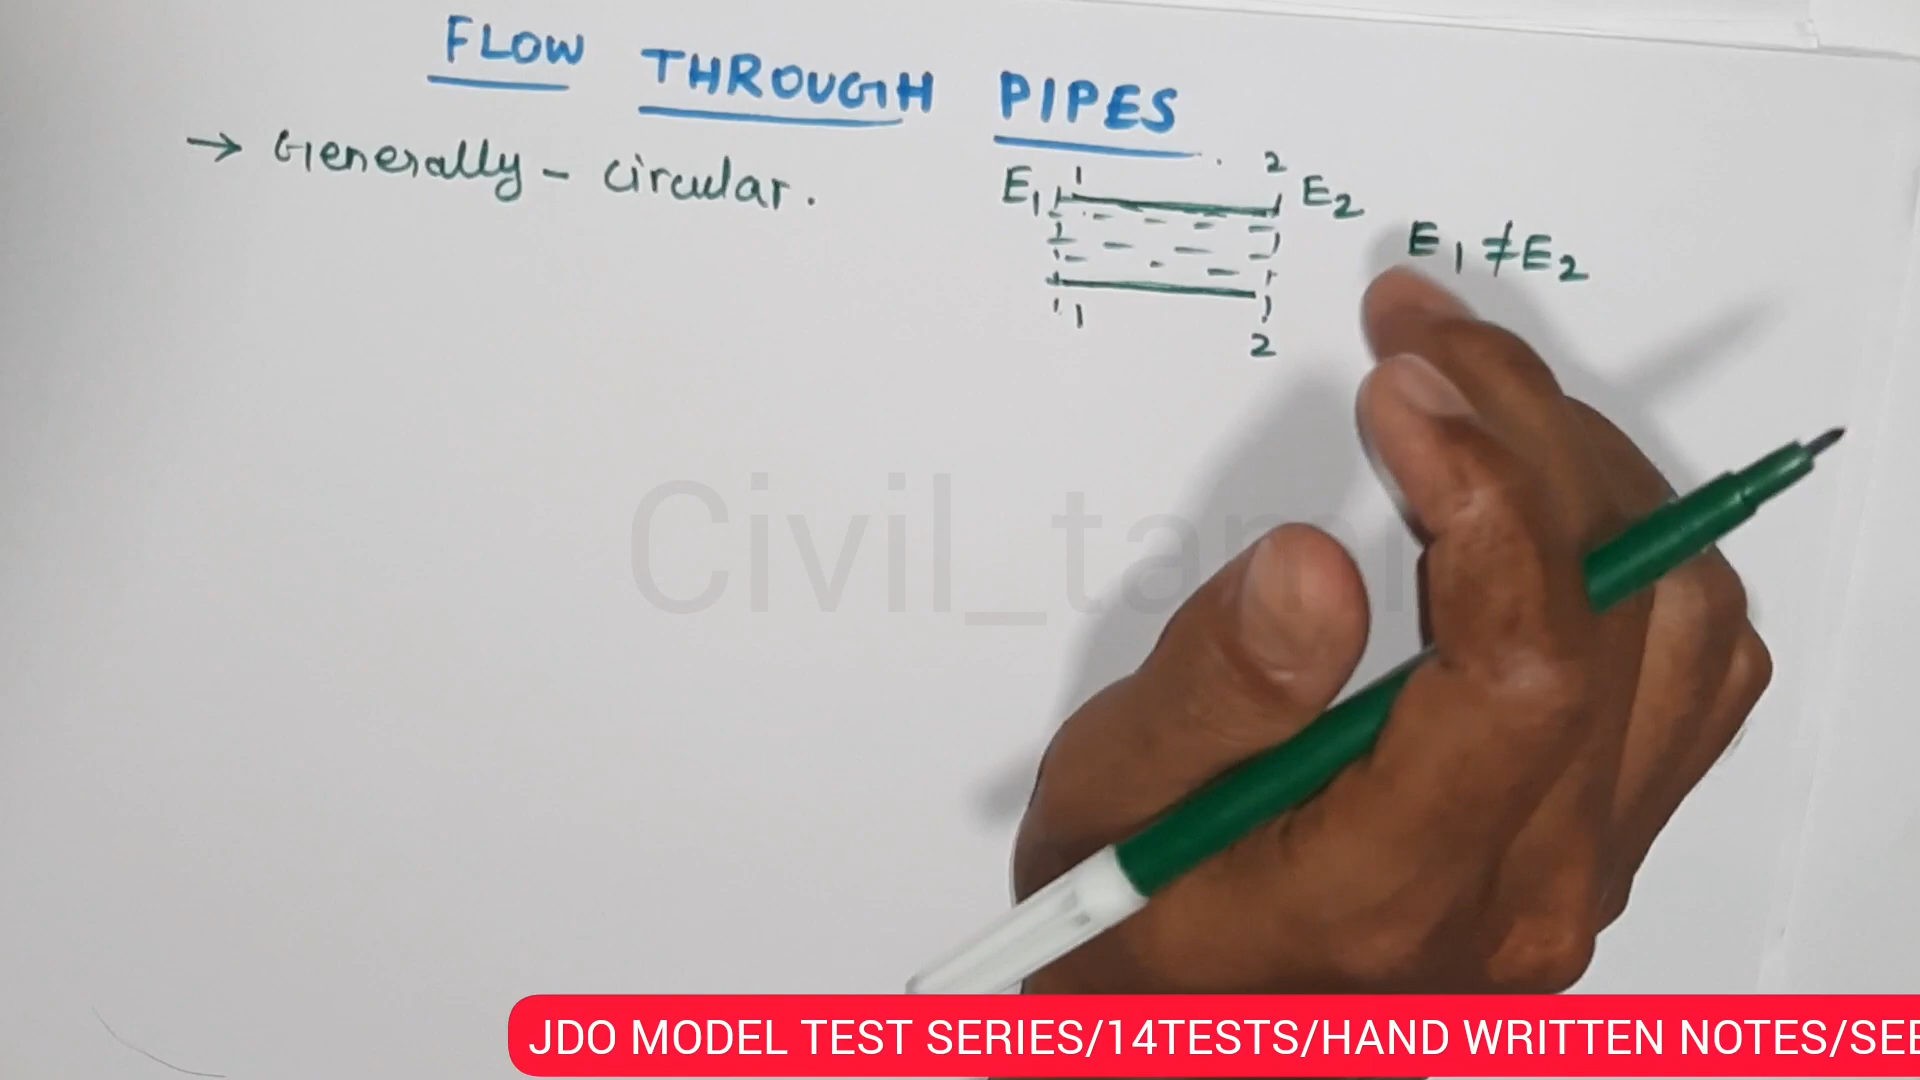 FLOW THROUGH PIPES
→ Generally - circular.
1 2
E1 E2
E1 ≠ E2
1
2
Civil_tam
JDO MODEL TEST SERIES/14TESTS/HAND WRITTEN NOTES/SEE